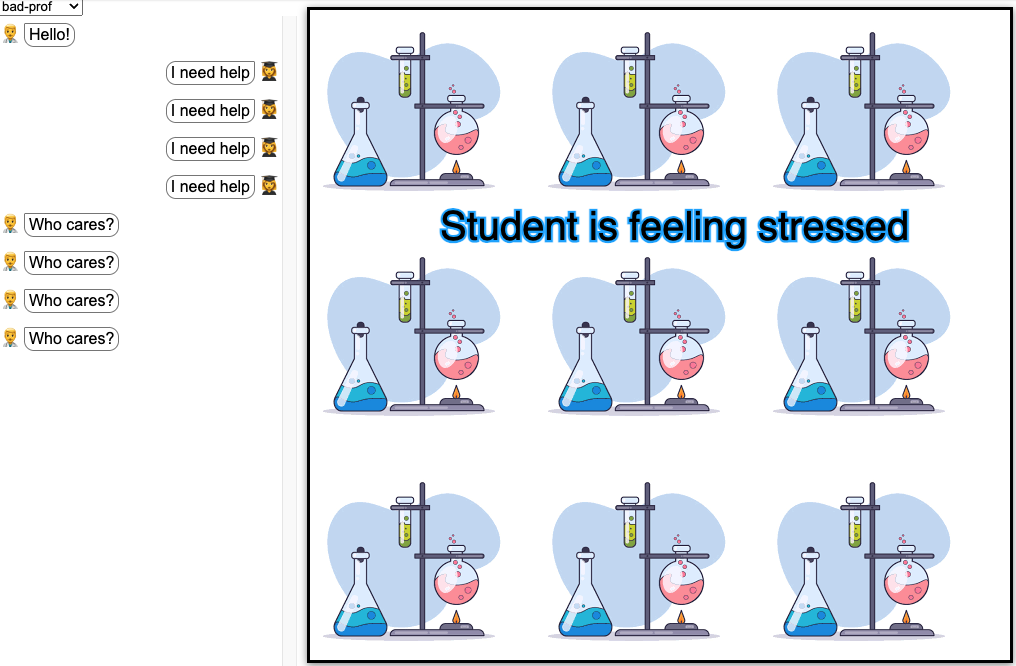 bad-prof
Hello!
I need help
I need help
I need help
I need help
Who cares?
Who cares?
Who cares?
Who cares?
Student is feeling stressed